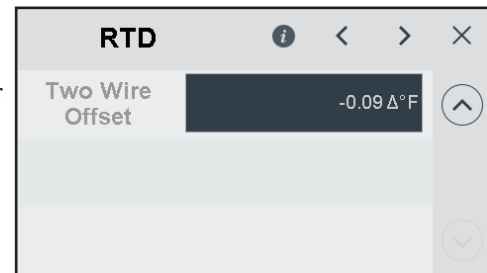 RTD
Two Wire
Offset
-0.09 Δ°F